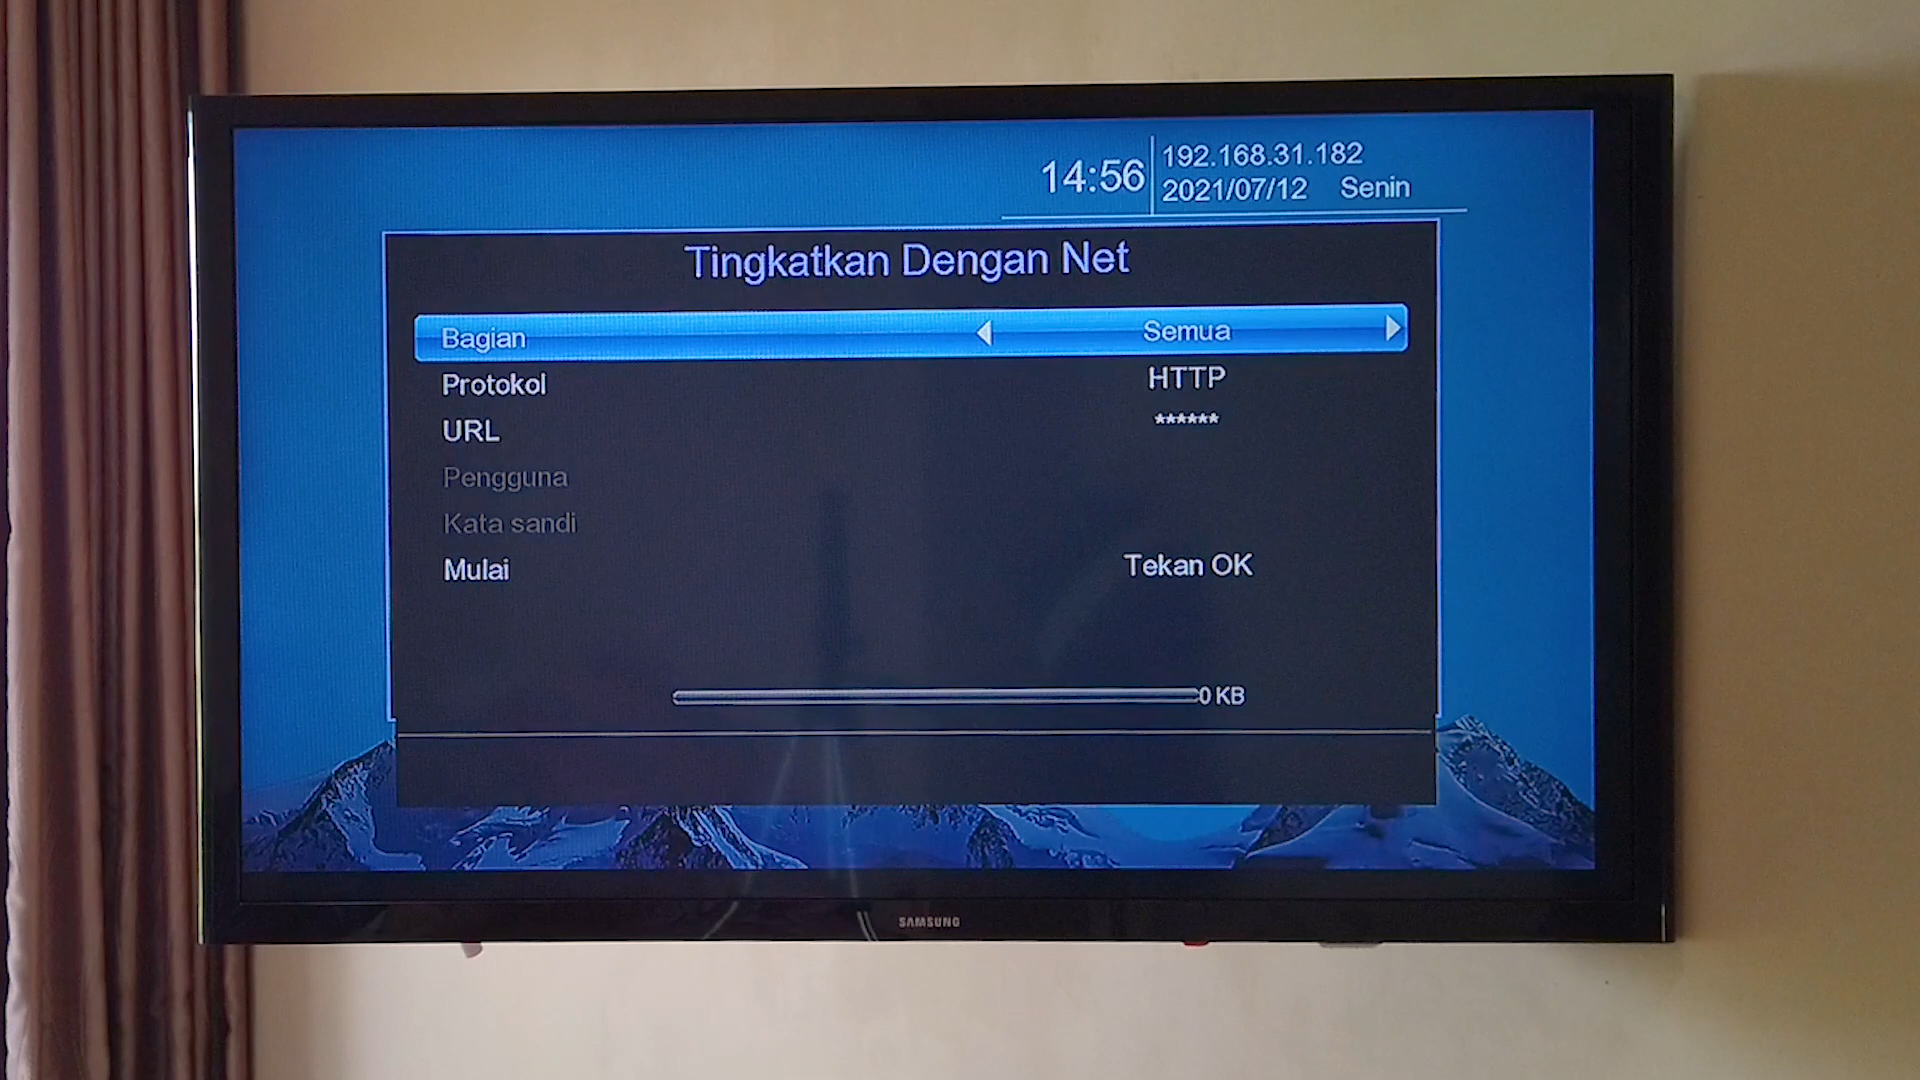 14:56
192.168.31.182
2021/07/12 Senin
Tingkatkan Dengan Net
Bagian Semua
Protokol HTTP
URL ******
Pengguna
Kata sandi
Mulai Tekan OK
0 KB
SAMSUNG